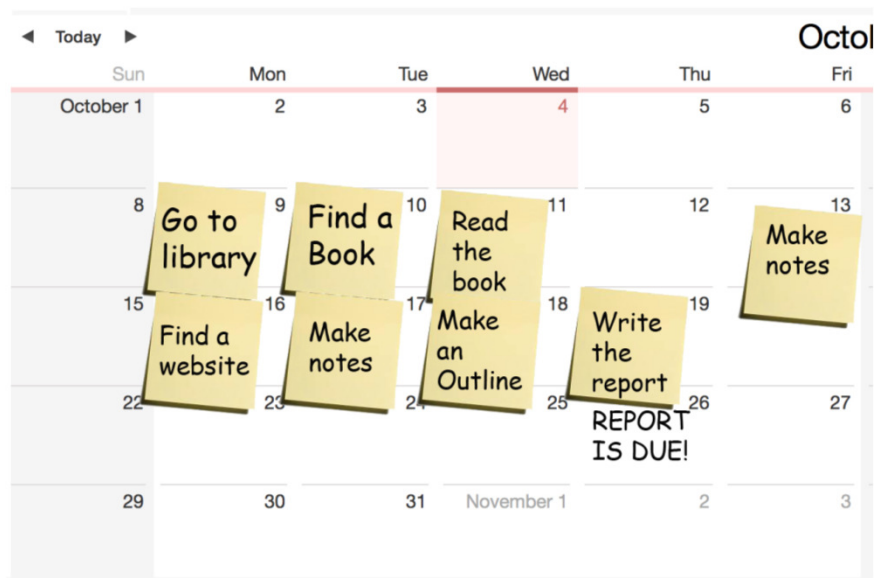 Today
Octo
Sun Mon Tue Wed Thu Fri
October 1 2 3 4 5 6
8 9 10 11 12 13
Go to
library
Find a
Book
Read
the
book
Make
notes
15 16 17 18 19
Find a
website
Make
notes
Make
an
Outline
Write
the
report
22 23 24 25 26 27
REPORT
IS DUE!
29 30 31 November 1 2 3